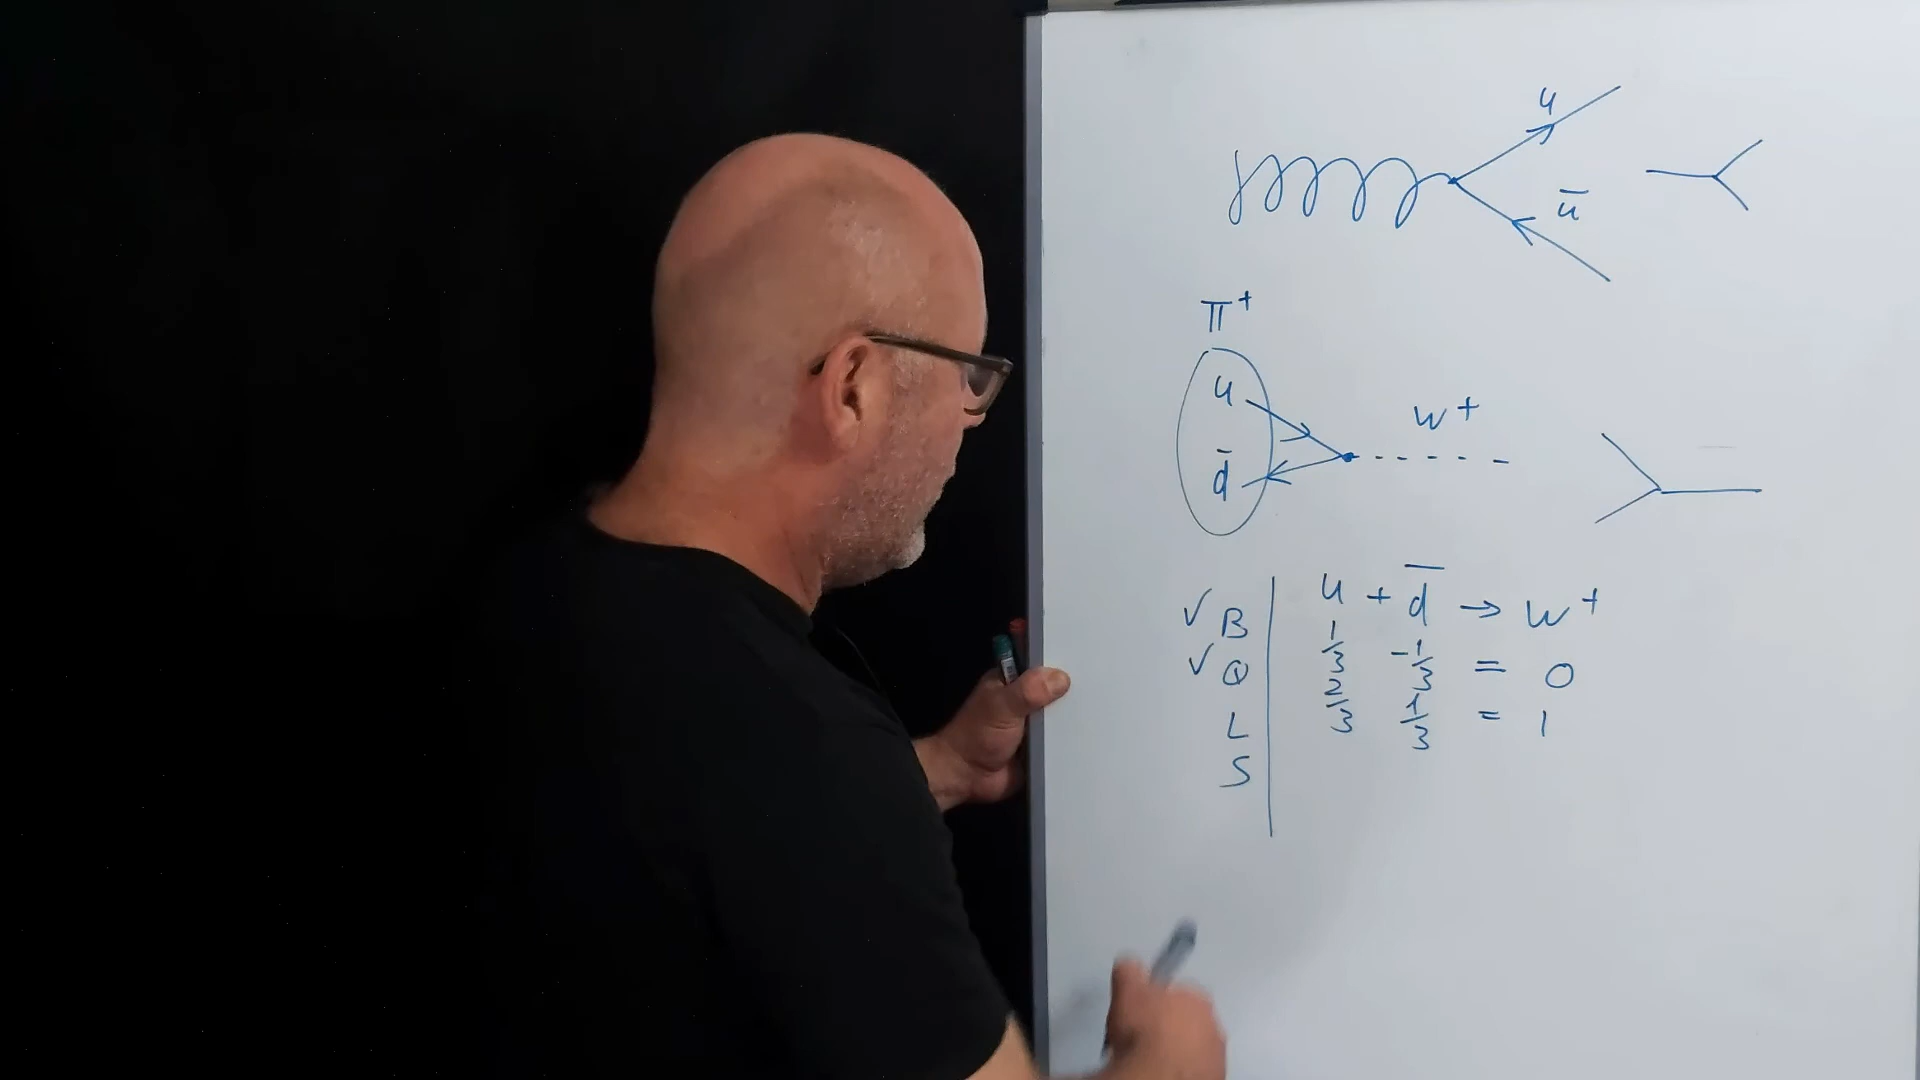 u
ū
π+
u
d̄
W+
u + d̄ → W+
✓ B 1/3 -1/3 = 0
✓ Q 2/3 +1/3 = 1
L
S